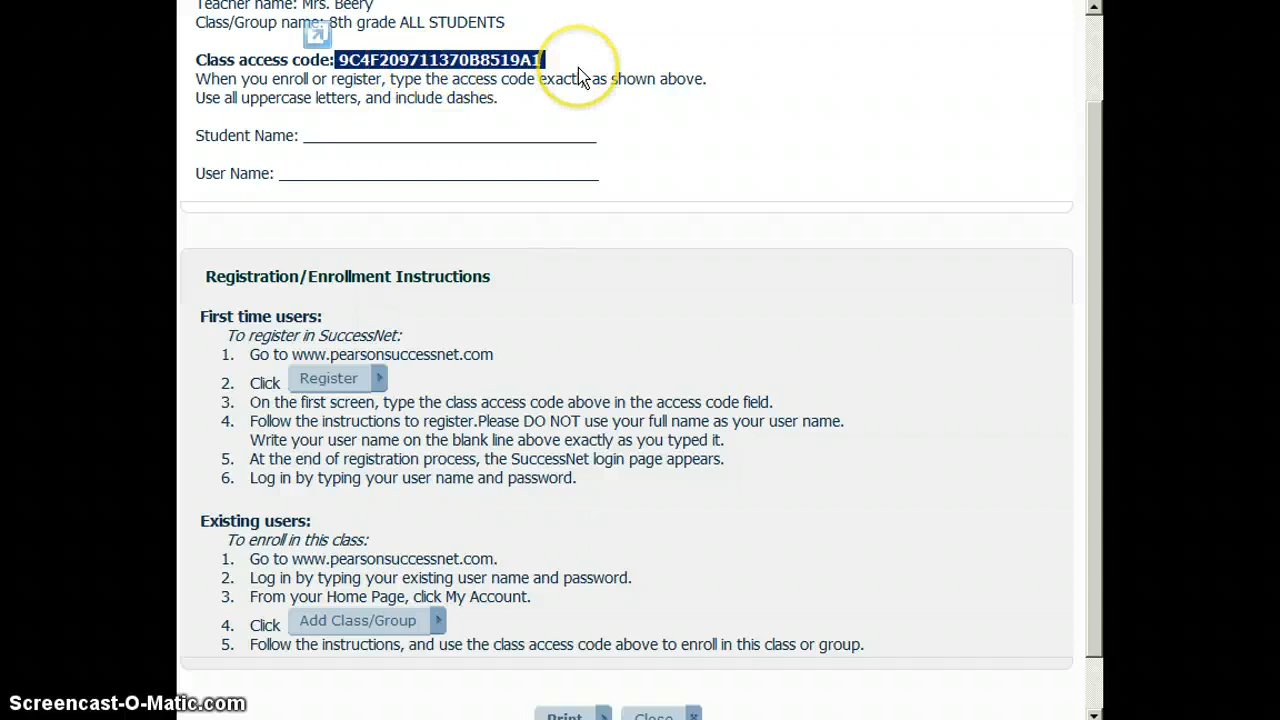 Teacher name: Mrs. Beery
Class/Group name: 8th grade ALL STUDENTS
Class access code: 9C4F209711370B8519A1
When you enroll or register, type the access code exactly as shown above.
Use all uppercase letters, and include dashes.
Student Name: ____________________
User Name: ____________________
Registration/Enrollment Instructions
First time users:
To register in SuccessNet:
1. Go to www.pearsonsuccessnet.com
2. Click Register
3. On the first screen, type the class access code above in the access code field.
4. Follow the instructions to register.Please DO NOT use your full name as your user name.
Write your user name on the blank line above exactly as you typed it.
5. At the end of registration process, the SuccessNet login page appears.
6. Log in by typing your user name and password.
Existing users:
To enroll in this class:
1. Go to www.pearsonsuccessnet.com.
2. Log in by typing your existing user name and password.
3. From your Home Page, click My Account.
4. Click Add Class/Group
5. Follow the instructions, and use the class access code above to enroll in this class or group.
Print Close
Screencast-O-Matic.com